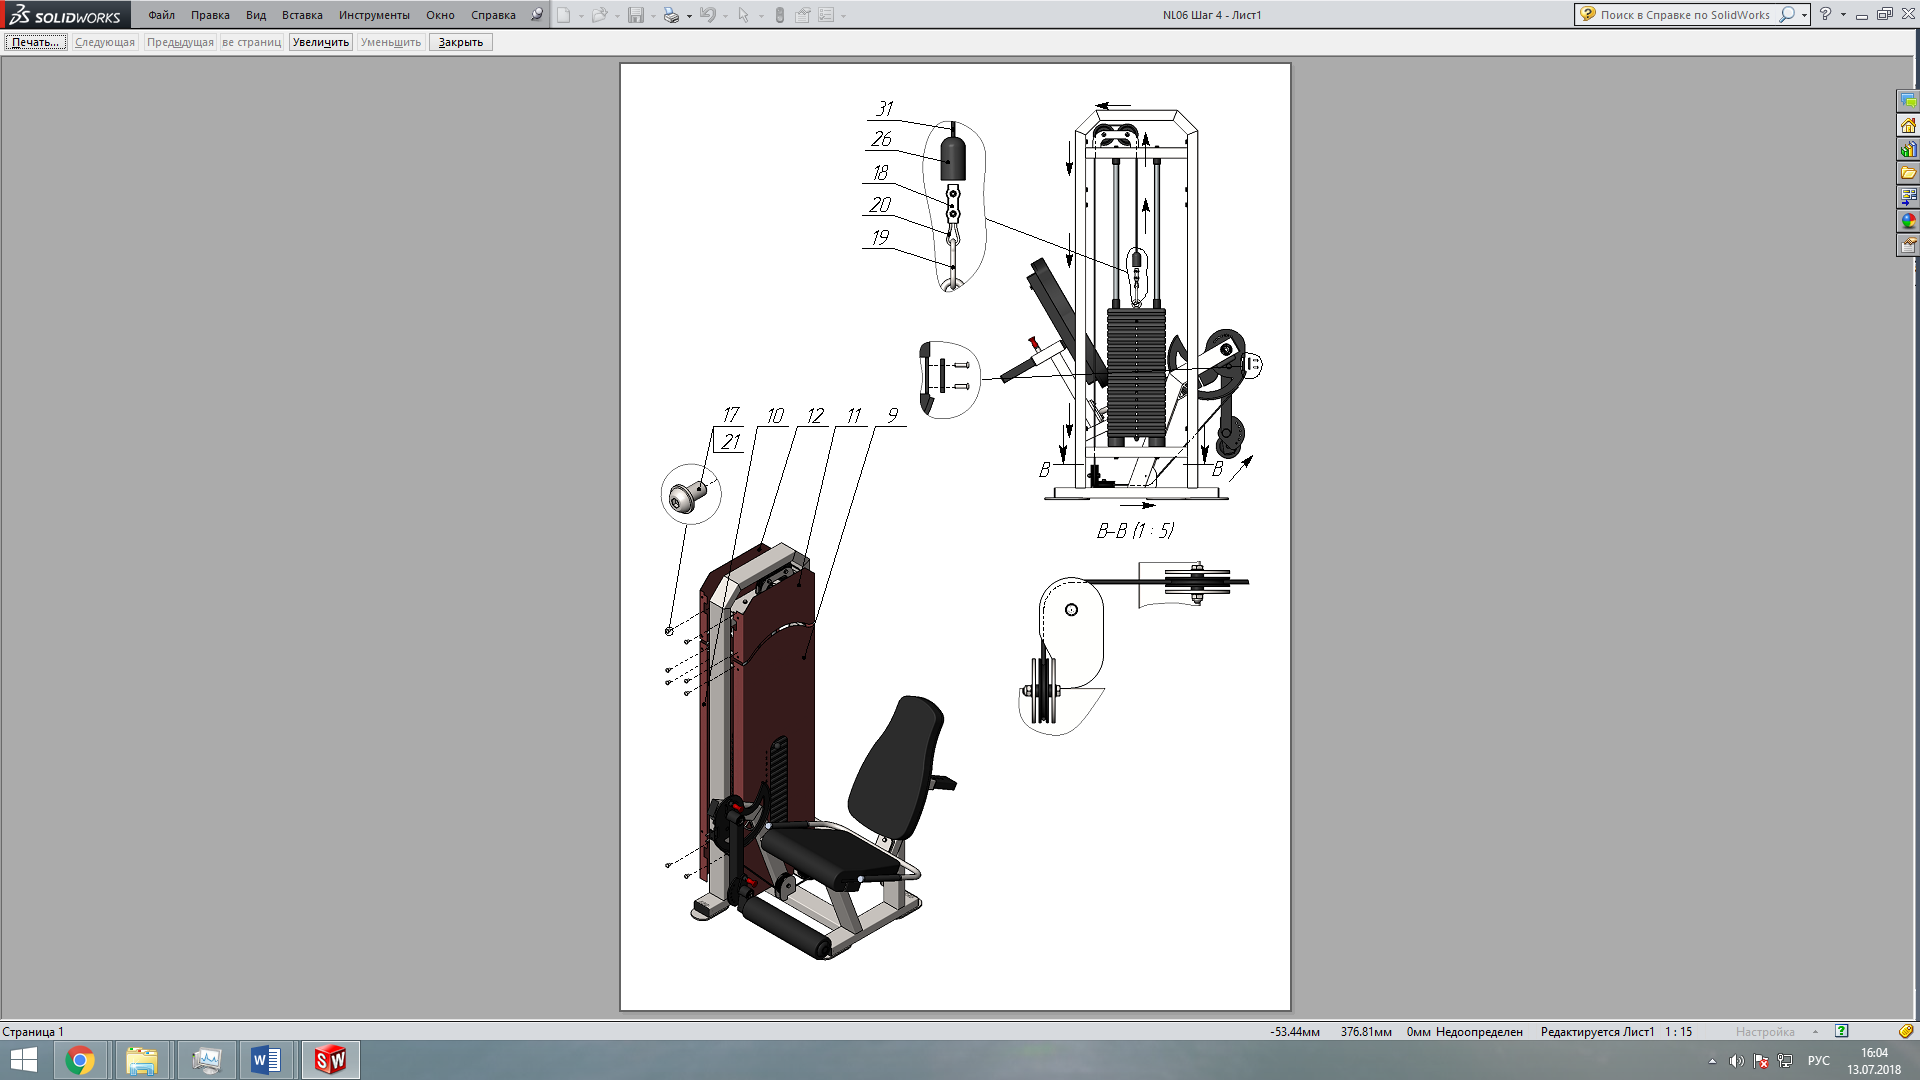 SOLIDWORKS
Файл Правка Вид Вставка Инструменты Окно Справка
NL06 Шаг 4 - Лист1
Поиск в Справке по SolidWorks
Печать... Следующая Предыдущая ве страниц Увеличить Уменьшить Закрыть
31
26
18
20
19
17
21
10
12
11
9
B
B
B-B (1 : 5)
Страница 1
-53.44мм 376.81мм 0мм Недоопределен Редактируется Лист1 1 : 15 Настройка
РУС
16:04
13.07.2018